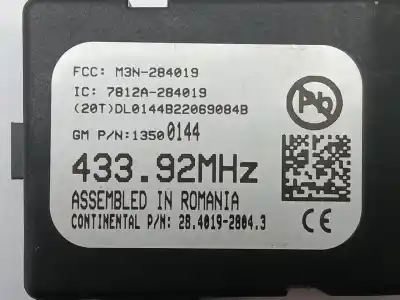 FCC: M3N-284019
IC: 7812A-284019
(20T)DL0144B22069084B
GM P/N:13500144
433.92MHz
ASSEMBLED IN ROMANIA
CONTINENTAL P/N: 28.4019-2804.3
Pb
CE